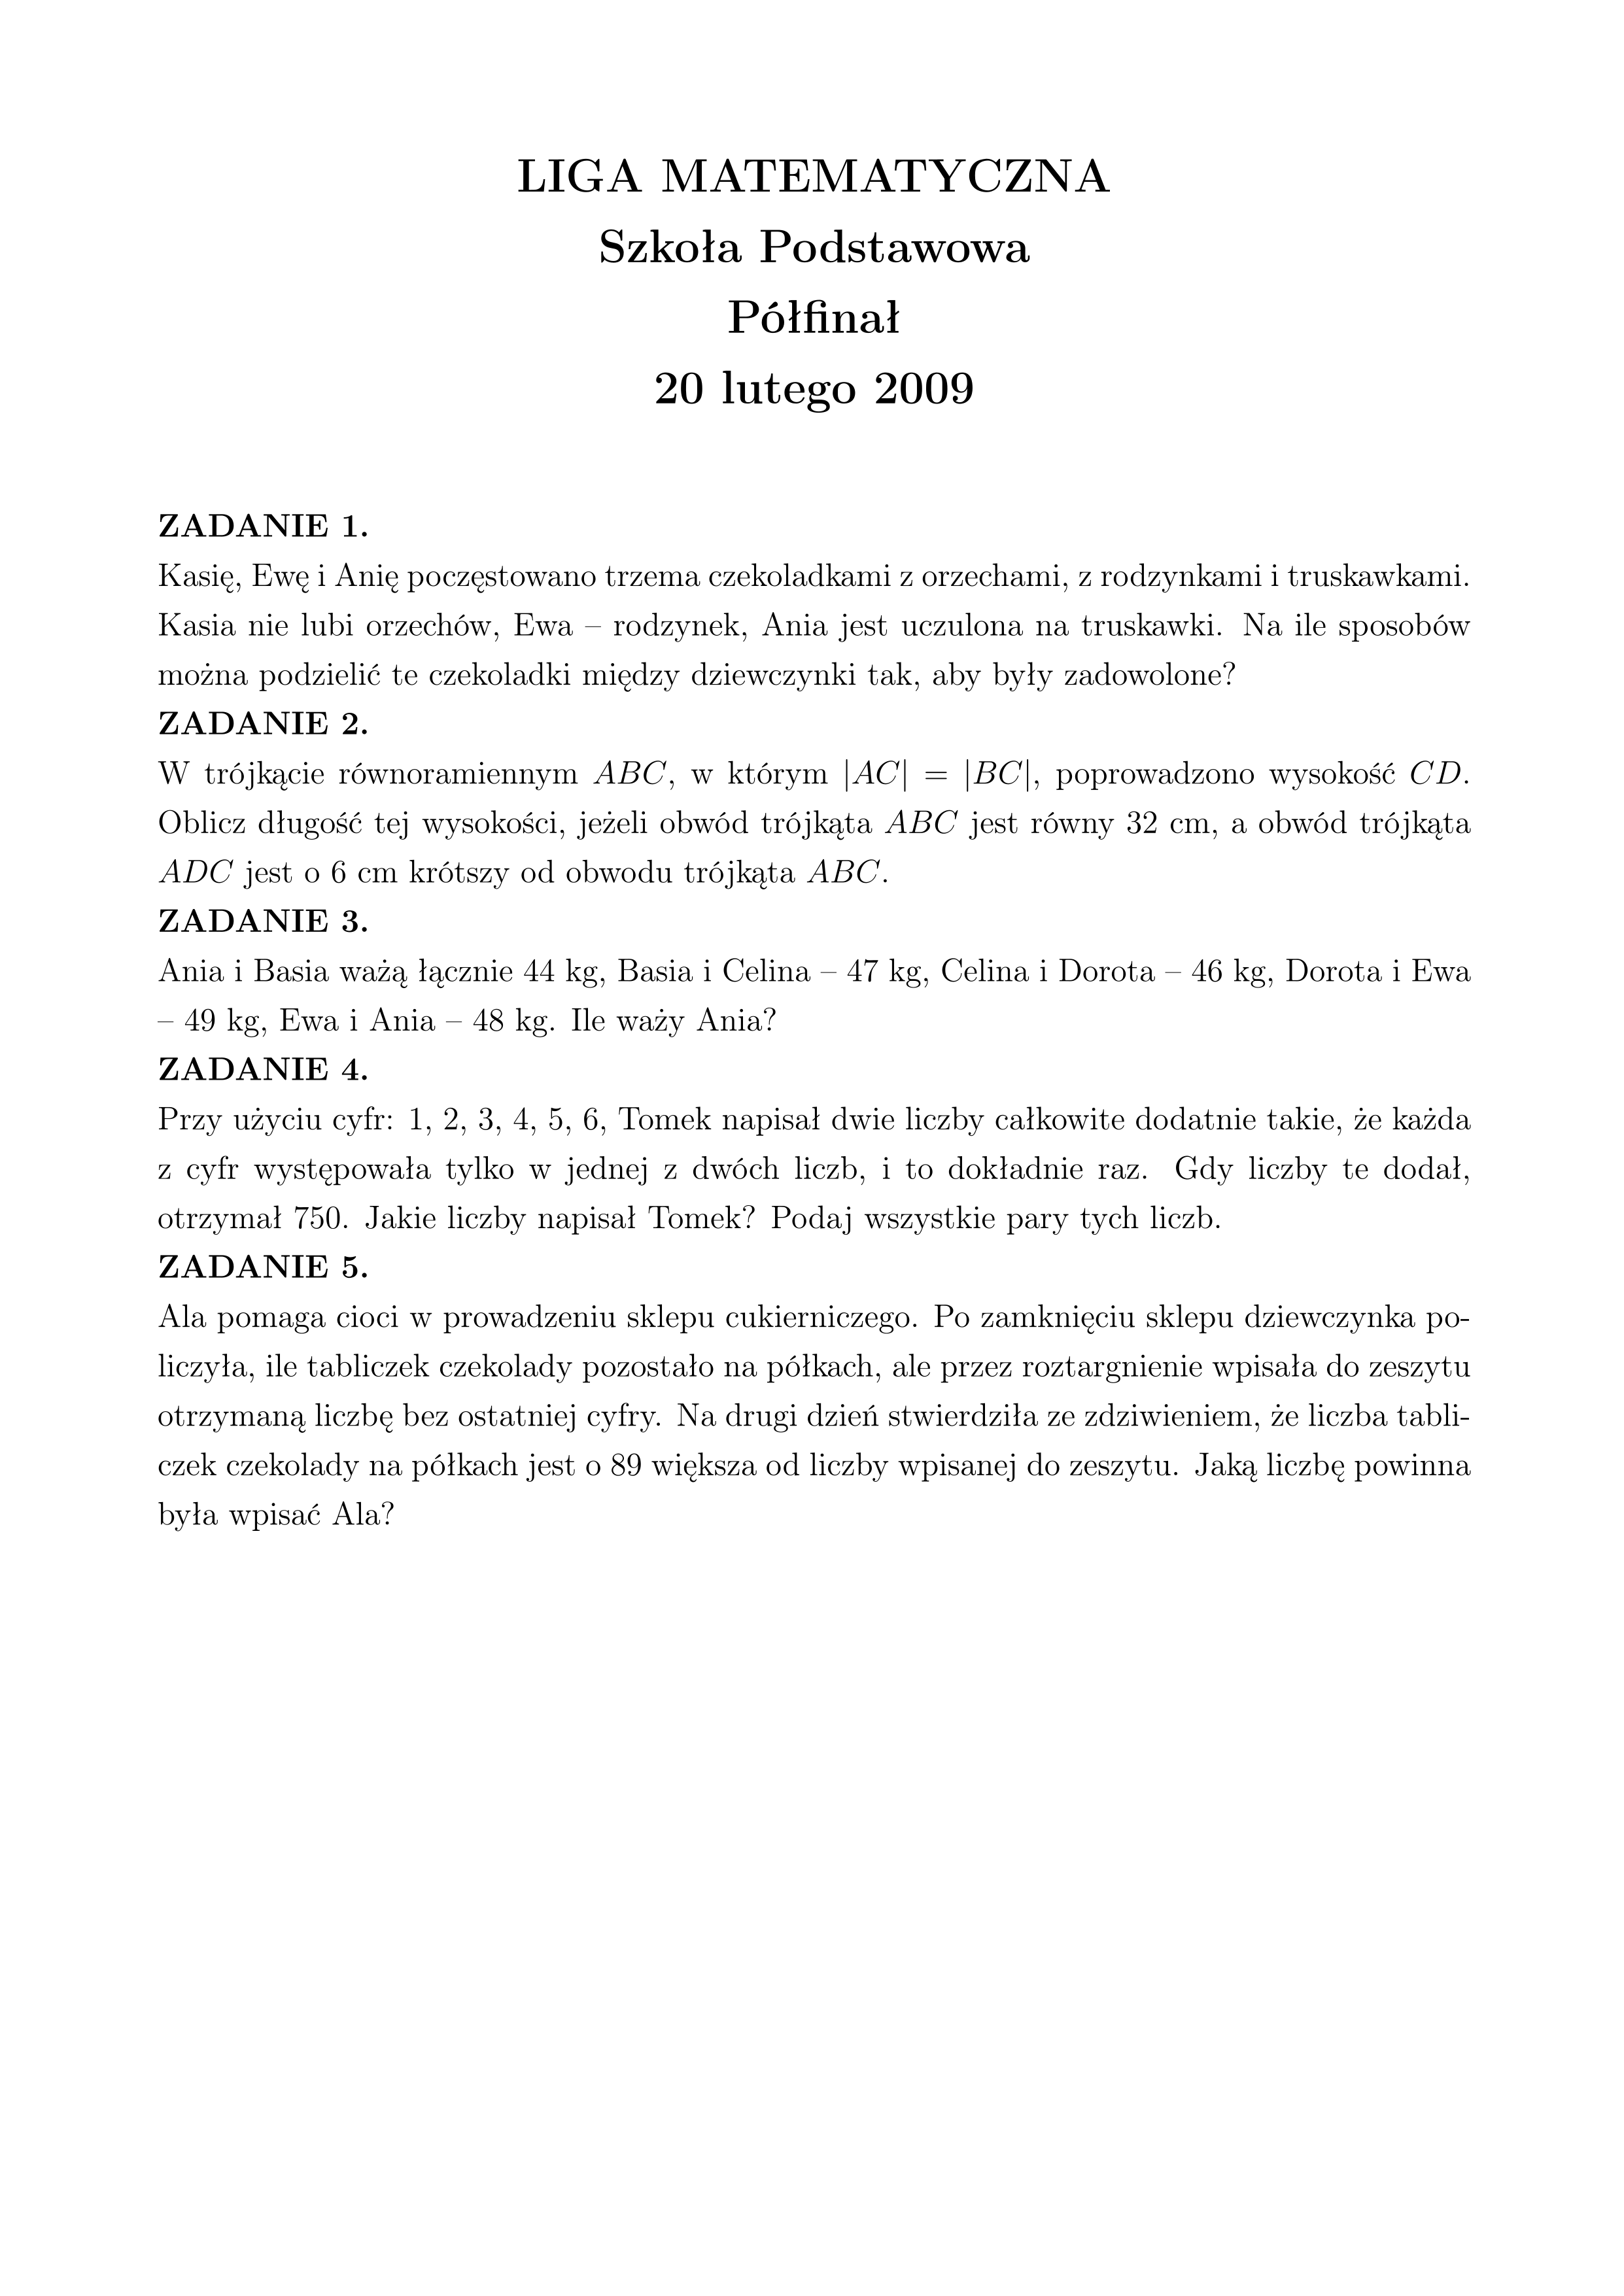 LIGA MATEMATYCZNA
Szkoła Podstawowa
Półfinał
20 lutego 2009
ZADANIE 1.
Kasię, Ewę i Anię poczęstowano trzema czekoladkami z orzechami, z rodzynkami i truskawkami.
Kasia nie lubi orzechów, Ewa – rodzynek, Ania jest uczulona na truskawki. Na ile sposobów
można podzielić te czekoladki między dziewczynki tak, aby były zadowolone?
ZADANIE 2.
W trójkącie równoramiennym ABC, w którym |AC| = |BC|, poprowadzono wysokość CD.
Oblicz długość tej wysokości, jeżeli obwód trójkąta ABC jest równy 32 cm, a obwód trójkąta
ADC jest o 6 cm krótszy od obwodu trójkąta ABC.
ZADANIE 3.
Ania i Basia ważą łącznie 44 kg, Basia i Celina – 47 kg, Celina i Dorota – 46 kg, Dorota i Ewa
– 49 kg, Ewa i Ania – 48 kg. Ile waży Ania?
ZADANIE 4.
Przy użyciu cyfr: 1, 2, 3, 4, 5, 6, Tomek napisał dwie liczby całkowite dodatnie takie, że każda
z cyfr występowała tylko w jednej z dwóch liczb, i to dokładnie raz. Gdy liczby te dodał,
otrzymał 750. Jakie liczby napisał Tomek? Podaj wszystkie pary tych liczb.
ZADANIE 5.
Ala pomaga cioci w prowadzeniu sklepu cukierniczego. Po zamknięciu sklepu dziewczynka po-
liczyła, ile tabliczek czekolady pozostało na półkach, ale przez roztargnienie wpisała do zeszytu
otrzymaną liczbę bez ostatniej cyfry. Na drugi dzień stwierdziła ze zdziwieniem, że liczba tabli-
czek czekolady na półkach jest o 89 większa od liczby wpisanej do zeszytu. Jaką liczbę powinna
była wpisać Ala?